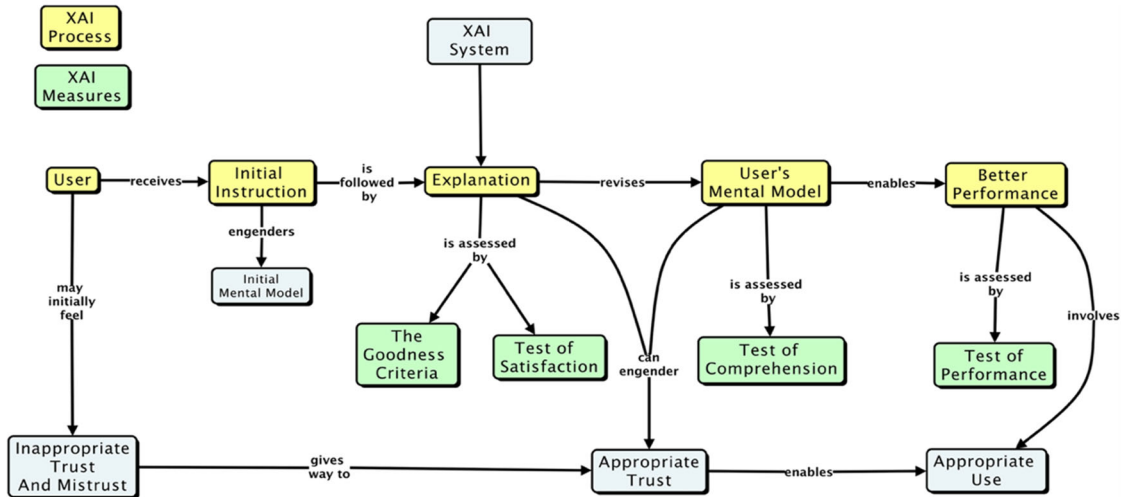 XAI
Process
XAI
Measures
XAI
System
User
receives
Initial
Instruction
is
followed
by
Explanation
revises
User's
Mental Model
enables
Better
Performance
engenders
Initial
Mental Model
is assessed
by
The
Goodness
Criteria
Test of
Satisfaction
can
engender
is assessed
by
Test of
Comprehension
is assessed
by
Test of
Performance
involves
may
initially
feel
Inappropriate
Trust
And Mistrust
gives
way to
Appropriate
Trust
enables
Appropriate
Use